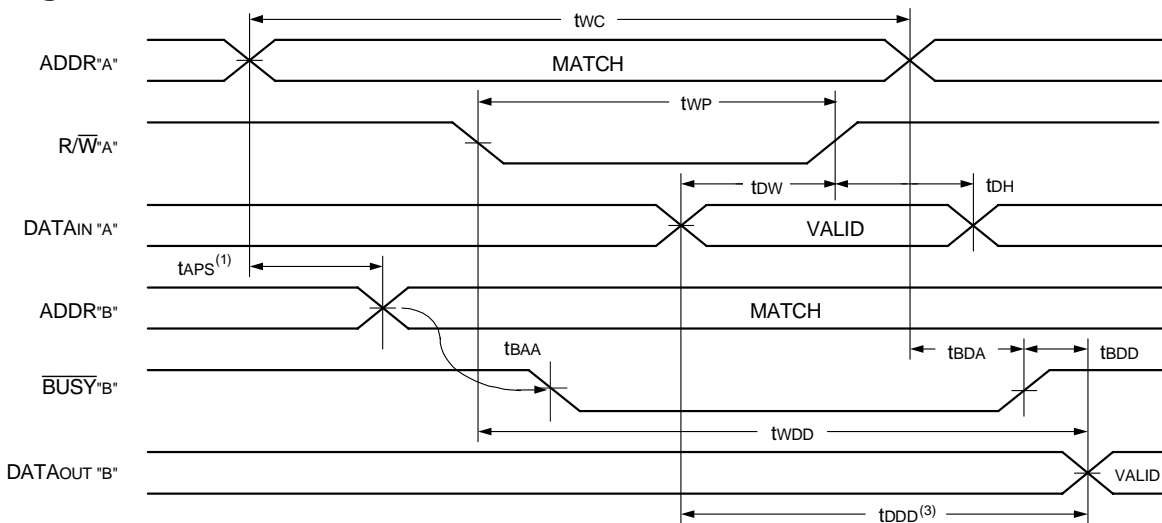 tWC
ADDR"A"
MATCH
tWP
R/W"A"
tDW
tDH
DATAIN "A"
VALID
tAPS(1)
ADDR"B"
MATCH
tBAA
tBDA
tBDD
BUSY"B"
tWDD
DATAOUT "B"
VALID
tDDD(3)